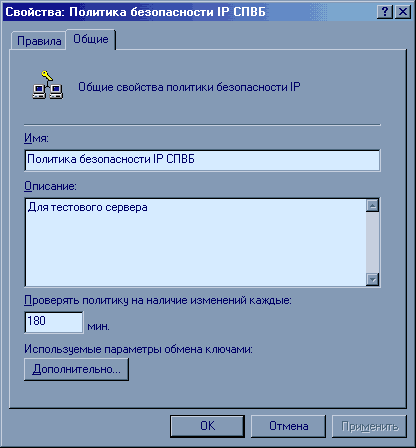 Свойства: Политика безопасности IP СПВБ
Правила Общие
Общие свойства политики безопасности IP
Имя:
Политика безопасности IP СПВБ
Описание:
Для тестового сервера
Проверять политику на наличие изменений каждые:
180 мин.
Используемые параметры обмена ключами:
Дополнительно...
OK Отмена Применить